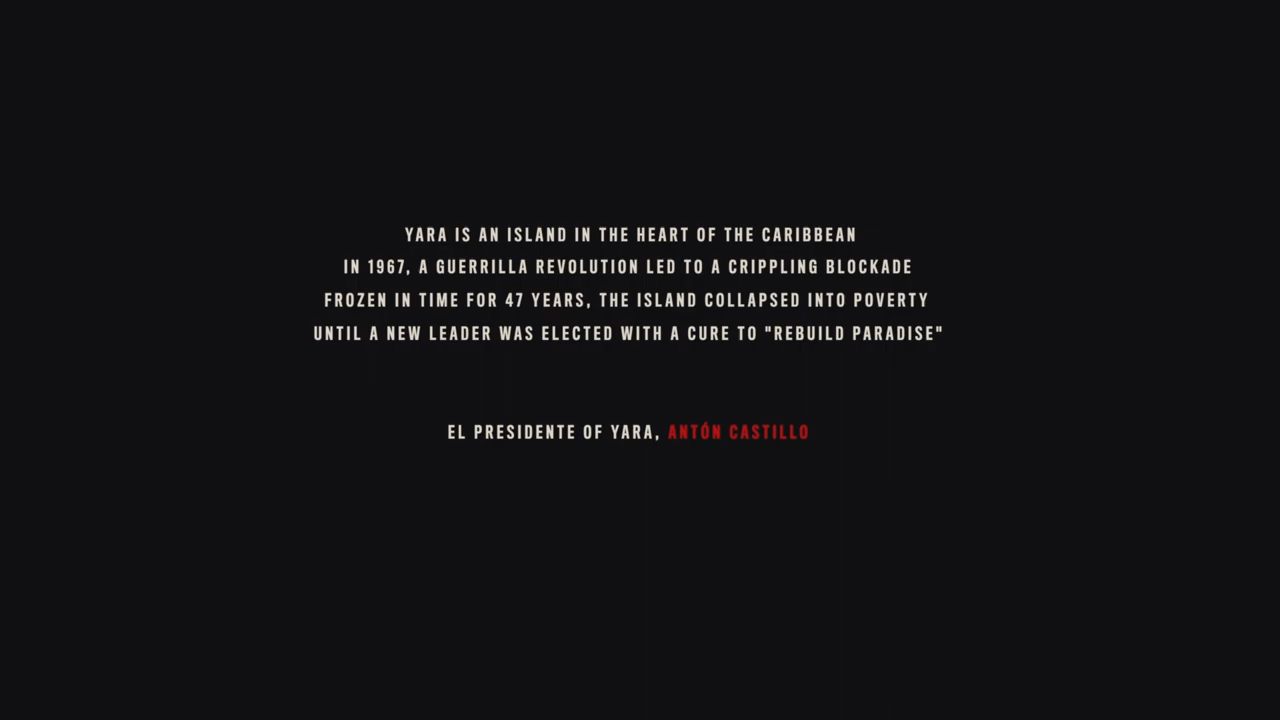 YARA IS AN ISLAND IN THE HEART OF THE CARIBBEAN
IN 1967, A GUERRILLA REVOLUTION LED TO A CRIPPLING BLOCKADE
FROZEN IN TIME FOR 47 YEARS, THE ISLAND COLLAPSED INTO POVERTY
UNTIL A NEW LEADER WAS ELECTED WITH A CURE TO "REBUILD PARADISE"
EL PRESIDENTE OF YARA, ANTÓN CASTILLO